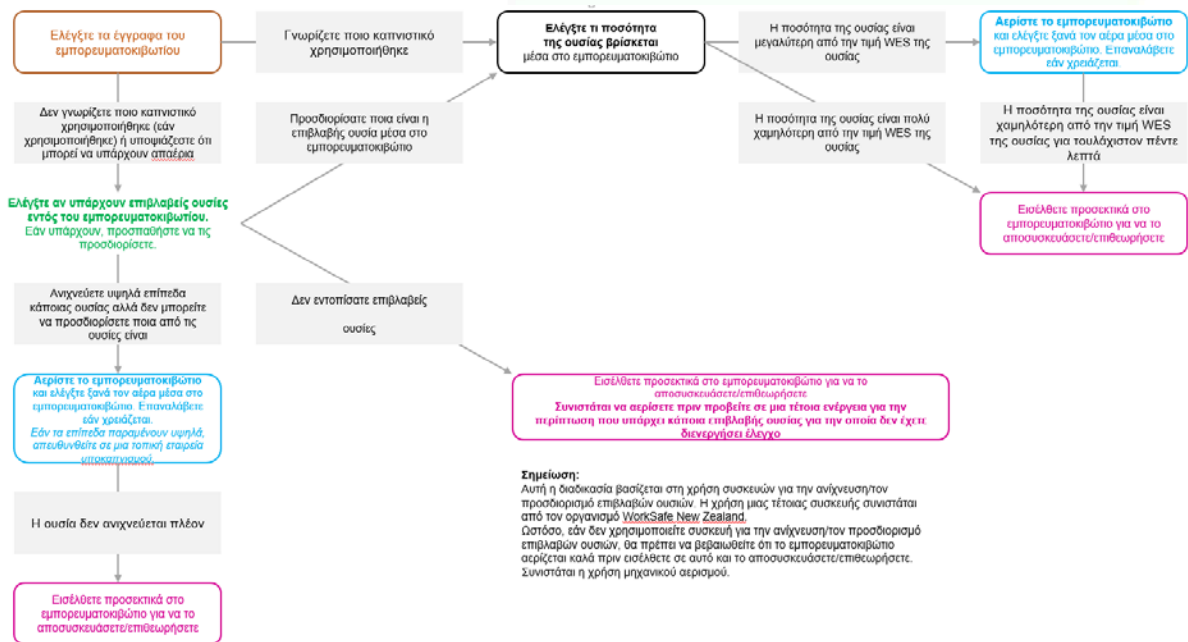 Ελέγξτε τα έγγραφα του
εμπορευματοκιβωτίου
Γνωρίζετε ποιο καπνιστικό
χρησιμοποιήθηκε
Ελέγξτε τι ποσότητα
της ουσίας βρίσκεται
μέσα στο εμπορευματοκιβώτιο
Η ποσότητα της ουσίας είναι
μεγαλύτερη από την τιμή WES της
ουσίας
Αερίστε το εμπορευματοκιβώτιο
και ελέγξτε ξανά τον αέρα μέσα στο
εμπορευματοκιβώτιο. Επαναλάβετε
εάν χρειάζεται.
Δεν γνωρίζετε ποιο καπνιστικό
χρησιμοποιήθηκε (εάν
χρησιμοποιήθηκε) ή υποψιάζεστε ότι
μπορεί να υπάρχουν απαέρια
Προσδιορίσατε ποια είναι η
επιβλαβής ουσία μέσα στο
εμπορευματοκιβώτιο
Η ποσότητα της ουσίας είναι πολύ
χαμηλότερη από την τιμή WES της
ουσίας
Η ποσότητα της ουσίας είναι
χαμηλότερη από την τιμή WES
της ουσίας για τουλάχιστον πέντε
λεπτά
Ελέγξτε αν υπάρχουν επιβλαβείς ουσίες
εντός του εμπορευματοκιβωτίου.
Εάν υπάρχουν, προσπαθήστε να τις
προσδιορίσετε.
Εισέλθετε προσεκτικά στο
εμπορευματοκιβώτιο για να το
αποσυσκευάσετε/επιθεωρήσετε
Ανιχνεύετε υψηλά επίπεδα
κάποιας ουσίας αλλά δεν μπορείτε
να προσδιορίσετε ποια από τις
ουσίες είναι
Δεν εντοπίσατε επιβλαβείς
ουσίες
Αερίστε το εμπορευματοκιβώτιο
και ελέγξτε ξανά τον αέρα μέσα στο
εμπορευματοκιβώτιο. Επαναλάβετε
εάν χρειάζεται.
Εάν τα επίπεδα παραμένουν υψηλά,
απευθυνθείτε σε μια τοπική εταιρεία
υποκαπνισμού.
Εισέλθετε προσεκτικά στο εμπορευματοκιβώτιο για να το
αποσυσκευάσετε/επιθεωρήσετε
Συνιστάται να αερίσετε πριν προβείτε σε μια τέτοια ενέργεια για την
περίπτωση που υπάρχει κάποια επιβλαβής ουσίας για την οποία δεν έχετε
διενεργήσει έλεγχο
Η ουσία δεν ανιχνεύεται πλέον
Σημείωση:
Αυτή η διαδικασία βασίζεται στη χρήση συσκευών για την ανίχνευση/τον
προσδιορισμό επιβλαβών ουσιών. Η χρήση μιας τέτοιας συσκευής συνιστάται
από τον οργανισμό WorkSafe New Zealand.
Ωστόσο, εάν δεν χρησιμοποιείτε συσκευή για την ανίχνευση/τον προσδιορισμό
επιβλαβών ουσιών, θα πρέπει να βεβαιωθείτε ότι το εμπορευματοκιβώτιο
αερίζεται καλά πριν εισέλθετε σε αυτό και το αποσυσκευάσετε/επιθεωρήσετε.
Συνιστάται η χρήση μηχανικού αερισμού.
Εισέλθετε προσεκτικά στο
εμπορευματοκιβώτιο για να το
αποσυσκευάσετε/επιθεωρήσετε